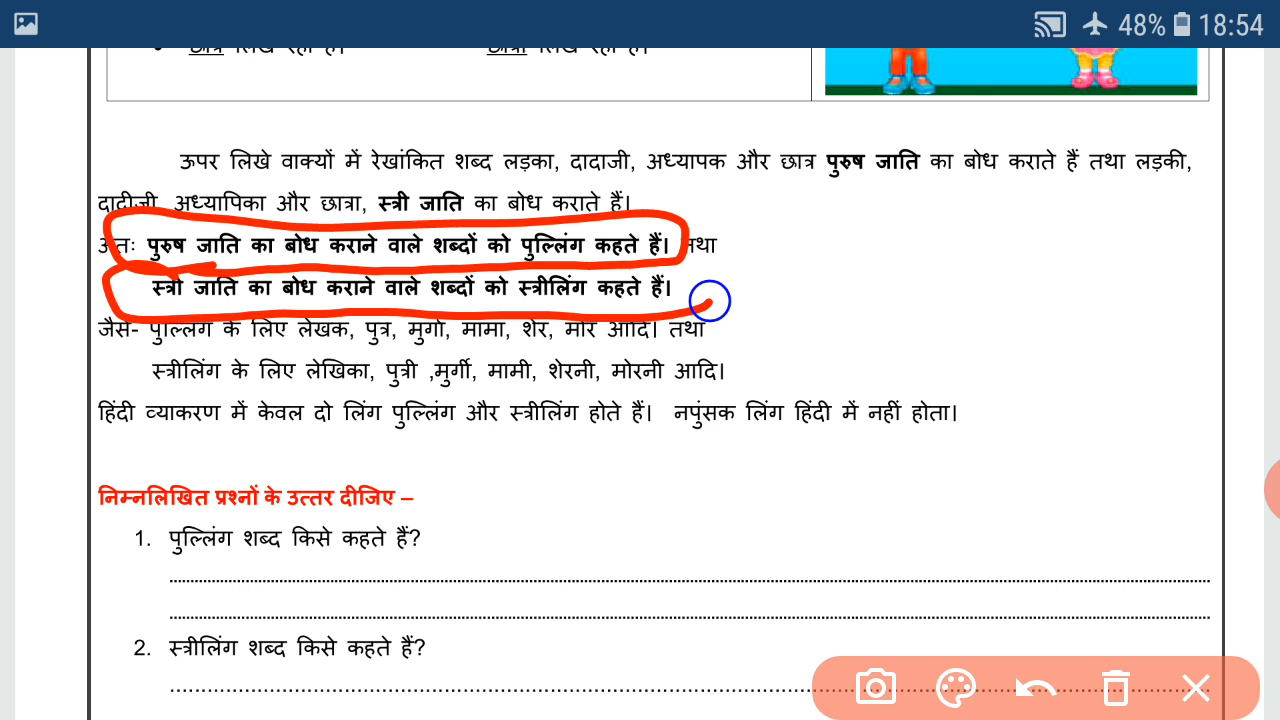 48% 18:54
छात्र लिख रहा है। छात्रा लिख रही है।
ऊपर लिखे वाक्यों में रेखांकित शब्द लड़का, दादाजी, अध्यापक और छात्र पुरुष जाति का बोध कराते हैं तथा लड़की,
दादीजी, अध्यापिका और छात्रा, स्त्री जाति का बोध कराते हैं।
अतः पुरुष जाति का बोध कराने वाले शब्दों को पुल्लिंग कहते हैं। तथा
स्त्री जाति का बोध कराने वाले शब्दों को स्त्रीलिंग कहते हैं।
जैसे- पुल्लिंग के लिए लेखक, पुत्र, मुर्गा, मामा, शेर, मोर आदि। तथा
स्त्रीलिंग के लिए लेखिका, पुत्री ,मुर्गी, मामी, शेरनी, मोरनी आदि।
हिंदी व्याकरण में केवल दो लिंग पुल्लिंग और स्त्रीलिंग होते हैं। नपुंसक लिंग हिंदी में नहीं होता।
निम्नलिखित प्रश्नों के उत्तर दीजिए –
1. पुल्लिंग शब्द किसे कहते हैं?
2. स्त्रीलिंग शब्द किसे कहते हैं?